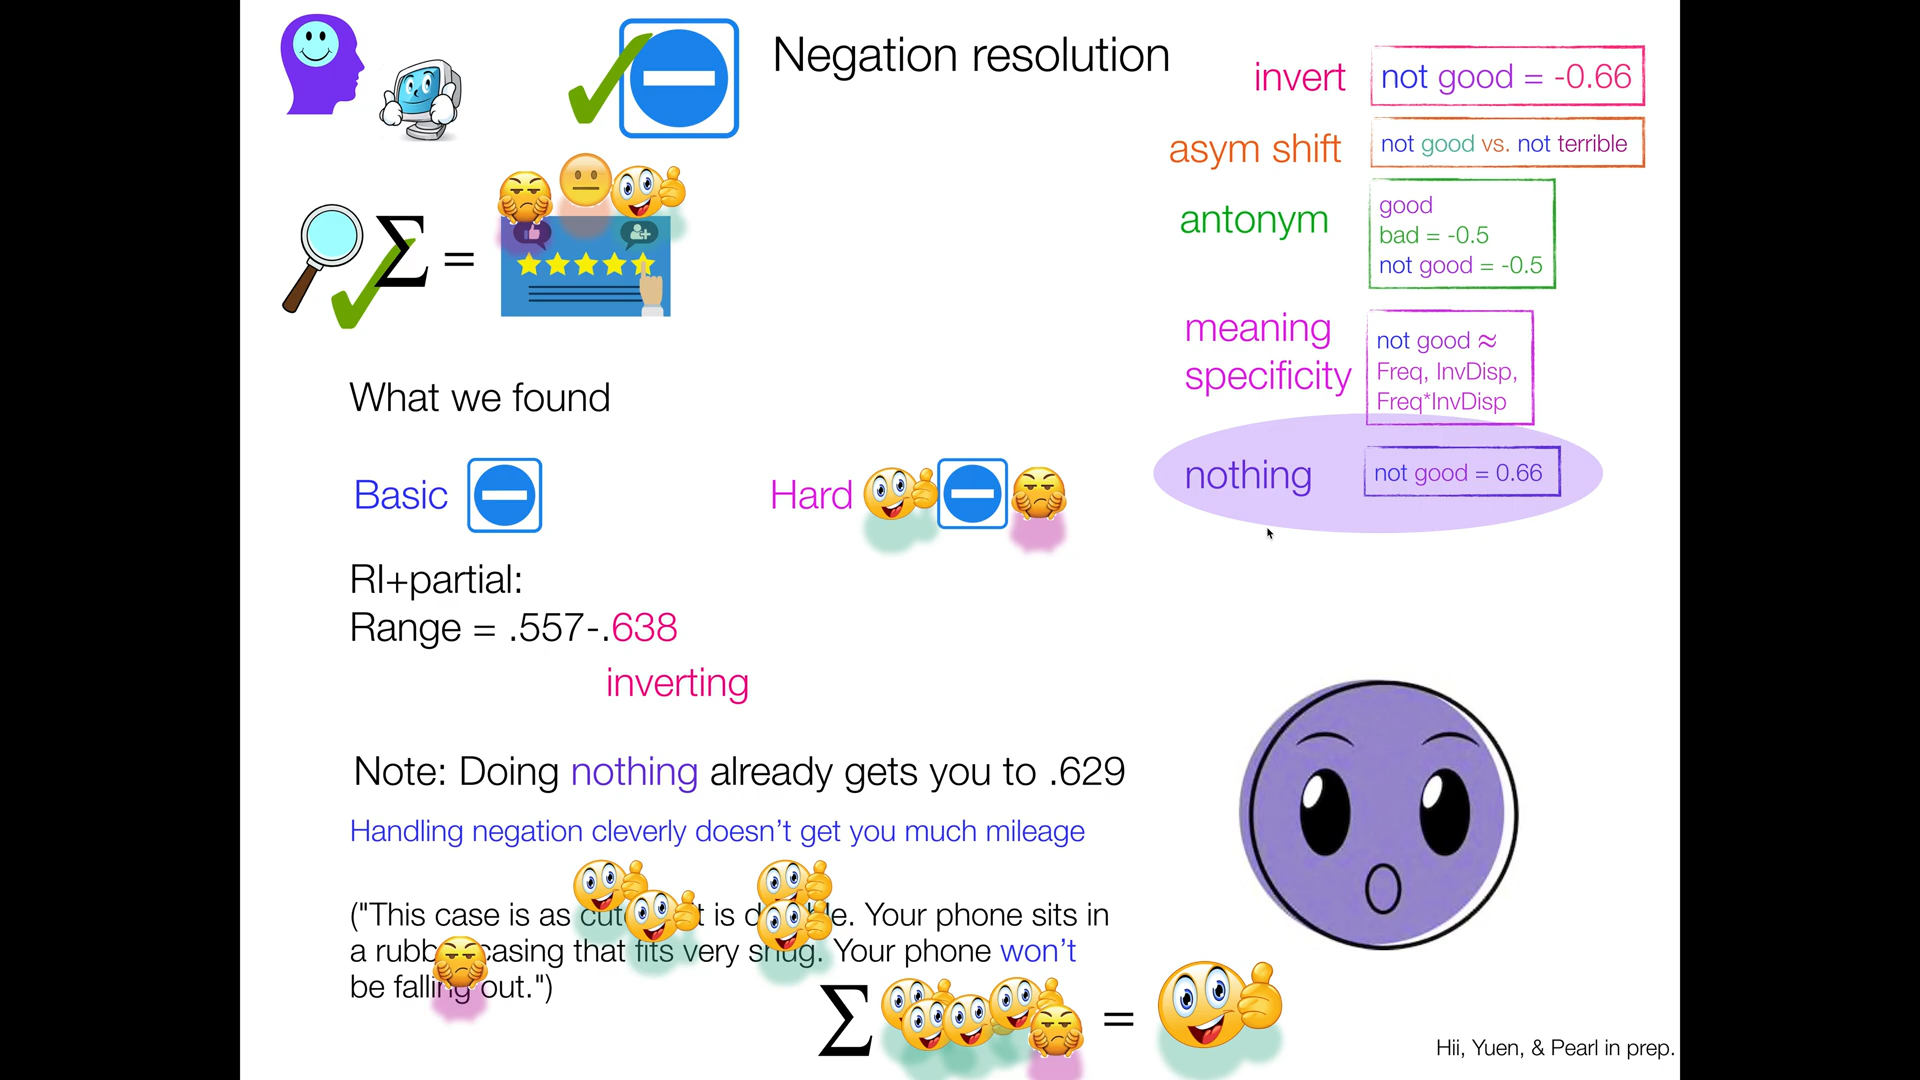 Negation resolution
invert
not good = -0.66
asym shift
not good vs. not terrible
antonym
good
bad = -0.5
not good = -0.5
meaning
specificity
not good ≈
Freq, InvDisp,
Freq*InvDisp
nothing
not good = 0.66
Σ =
What we found
Basic
Hard
RI+partial:
Range = .557-.638
inverting
Note: Doing nothing already gets you to .629
Handling negation cleverly doesn't get you much mileage
("This case is as it is Your phone sits in
a casing that fits very snug. Your phone won't
be falling out.")
Σ =
Hii, Yuen, & Pearl in prep.